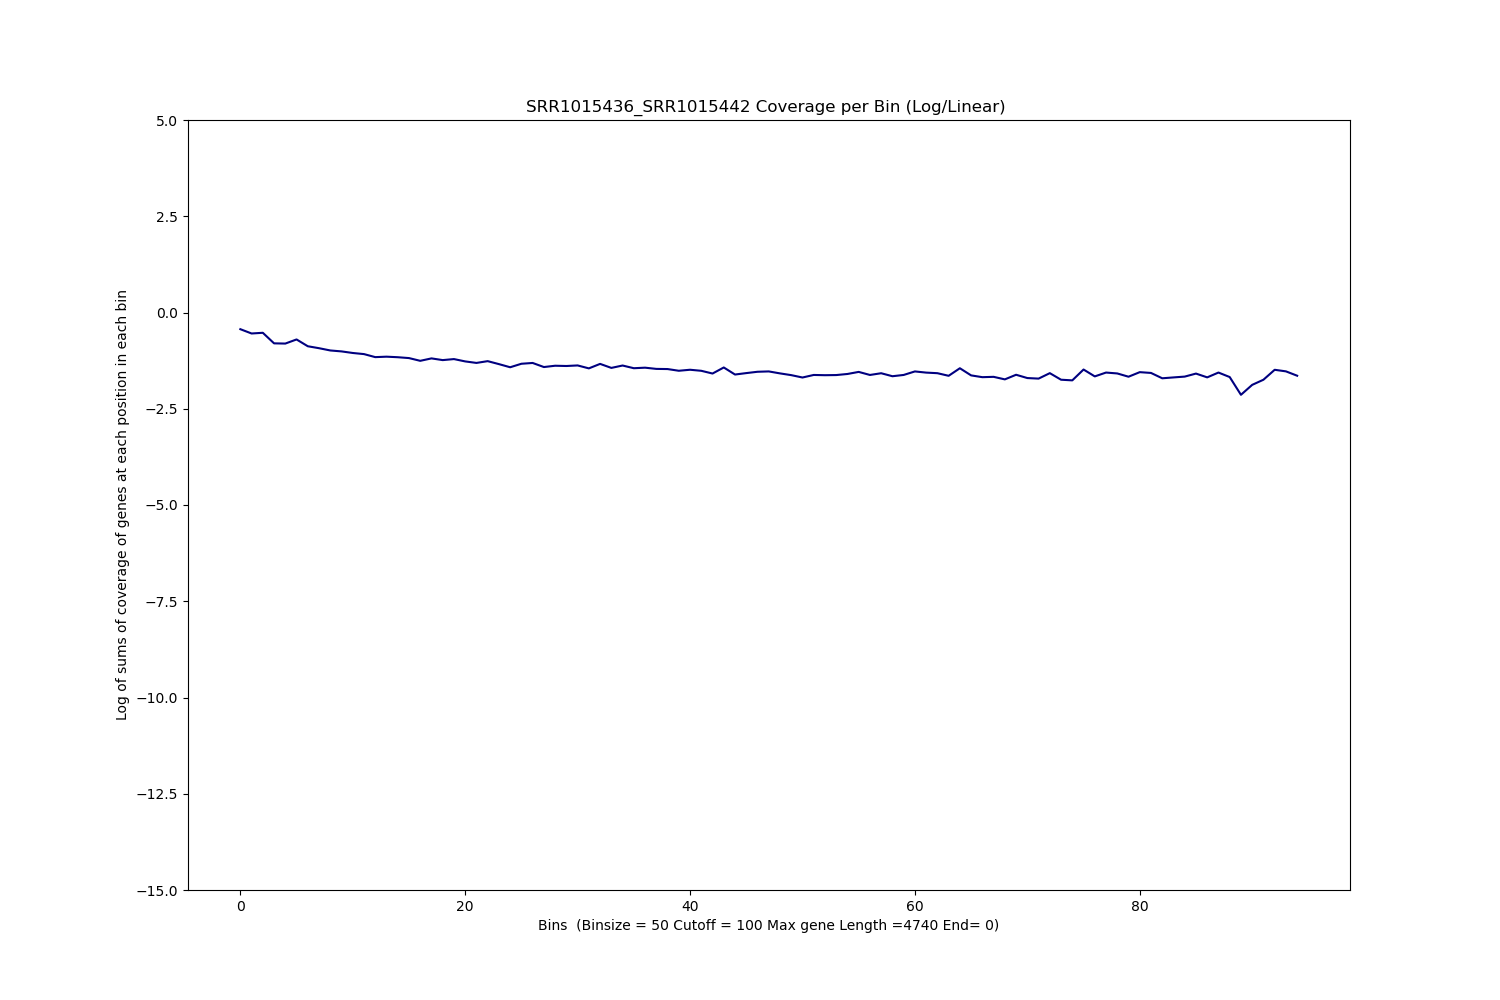 SRR1015436_SRR1015442 Coverage per Bin (Log/Linear)
5.0
2.5
0.0
−2.5
−5.0
−7.5
−10.0
−12.5
−15.0
Log of sums of coverage of genes at each position in each bin
0 20 40 60 80
Bins  (Binsize = 50 Cutoff = 100 Max gene Length =4740 End= 0)